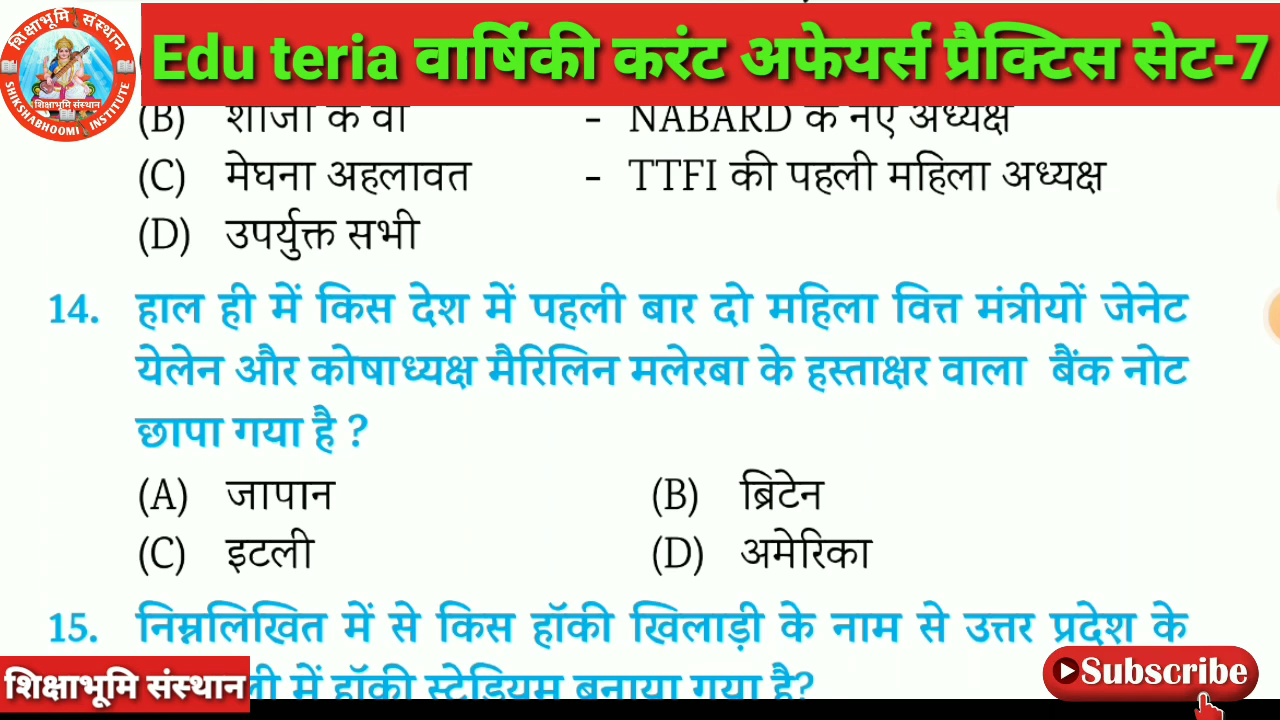 शिक्षाभूमि संस्थान
शिक्षाभूमि संस्थान
SHIKSHABHOOMI INSTITUTE
Edu teria वार्षिकी करंट अफेयर्स प्रैक्टिस सेट-7
(B) शाजी के वी - NABARD के नए अध्यक्ष
(C) मेघना अहलावत - TTFI की पहली महिला अध्यक्ष
(D) उपर्युक्त सभी
14. हाल ही में किस देश में पहली बार दो महिला वित्त मंत्रीयों जेनेट
येलेन और कोषाध्यक्ष मैरिलिन मलेरबा के हस्ताक्षर वाला बैंक नोट
छापा गया है ?
(A) जापान (B) ब्रिटेन
(C) इटली (D) अमेरिका
15. निम्नलिखित में से किस हॉकी खिलाड़ी के नाम से उत्तर प्रदेश के
ली में हॉकी स्टेडियम बनाया गया है?
शिक्षाभूमि संस्थान
Subscribe